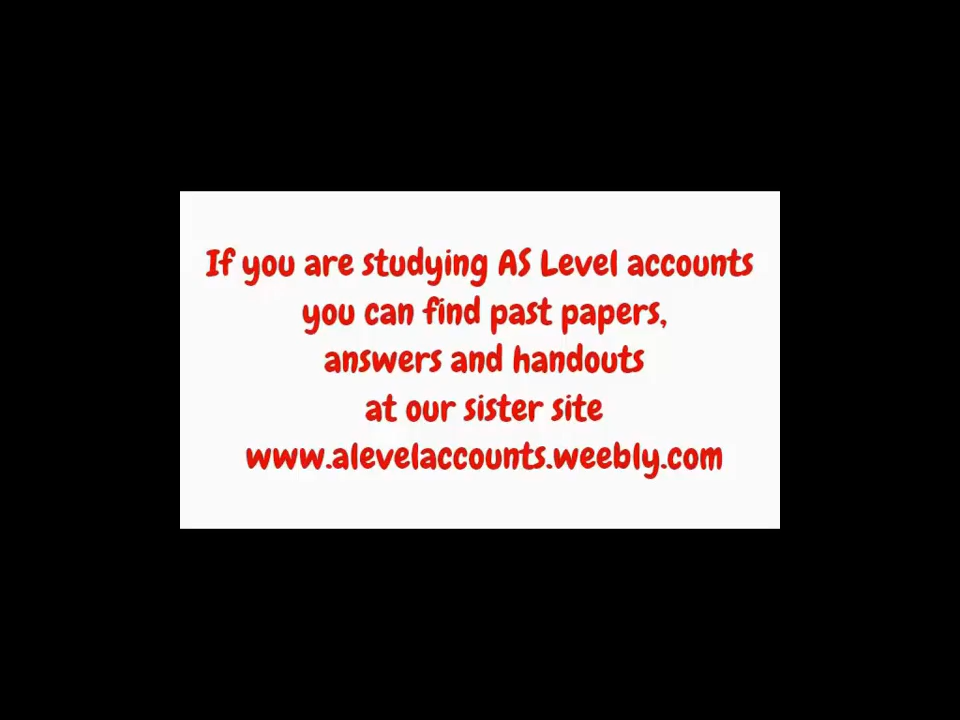 If you are studying AS Level accounts
you can find past papers,
answers and handouts
at our sister site
www.alevelaccounts.weebly.com